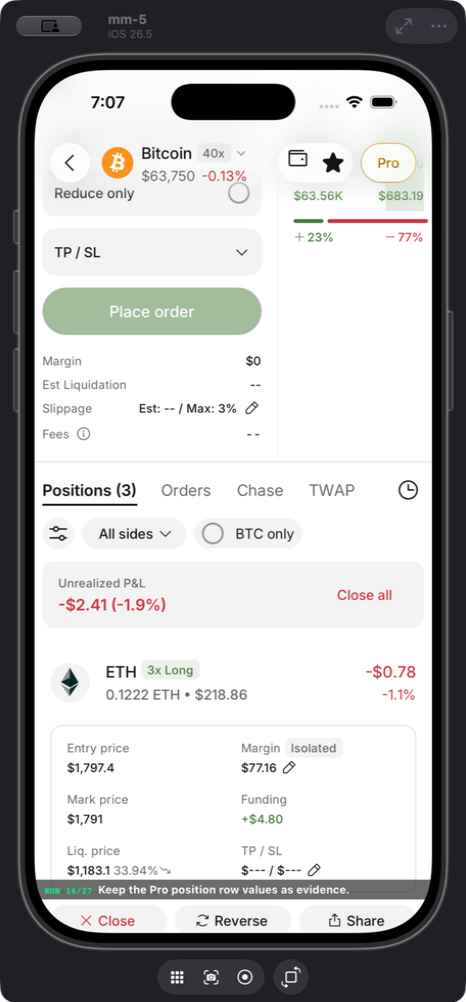 mm-5
iOS 26.5
7:07
Bitcoin 40x
$63,750 -0.13%
Pro
Reduce only
$63.56K $683.19
+ 23% − 77%
TP / SL
Place order
Margin $0
Est Liquidation --
Slippage Est: -- / Max: 3%
Fees --
Positions (3) Orders Chase TWAP
All sides BTC only
Unrealized P&L
-$2.41 (-1.9%)
Close all
ETH 3x Long -$0.78
0.1222 ETH • $218.86 -1.1%
Entry price Margin Isolated
$1,797.4 $77.16
Mark price Funding
$1,791 +$4.80
Liq. price TP / SL
$1,183.1 33.94% $--- / $---
RUN 16/27 Keep the Pro position row values as evidence.
Close Reverse Share